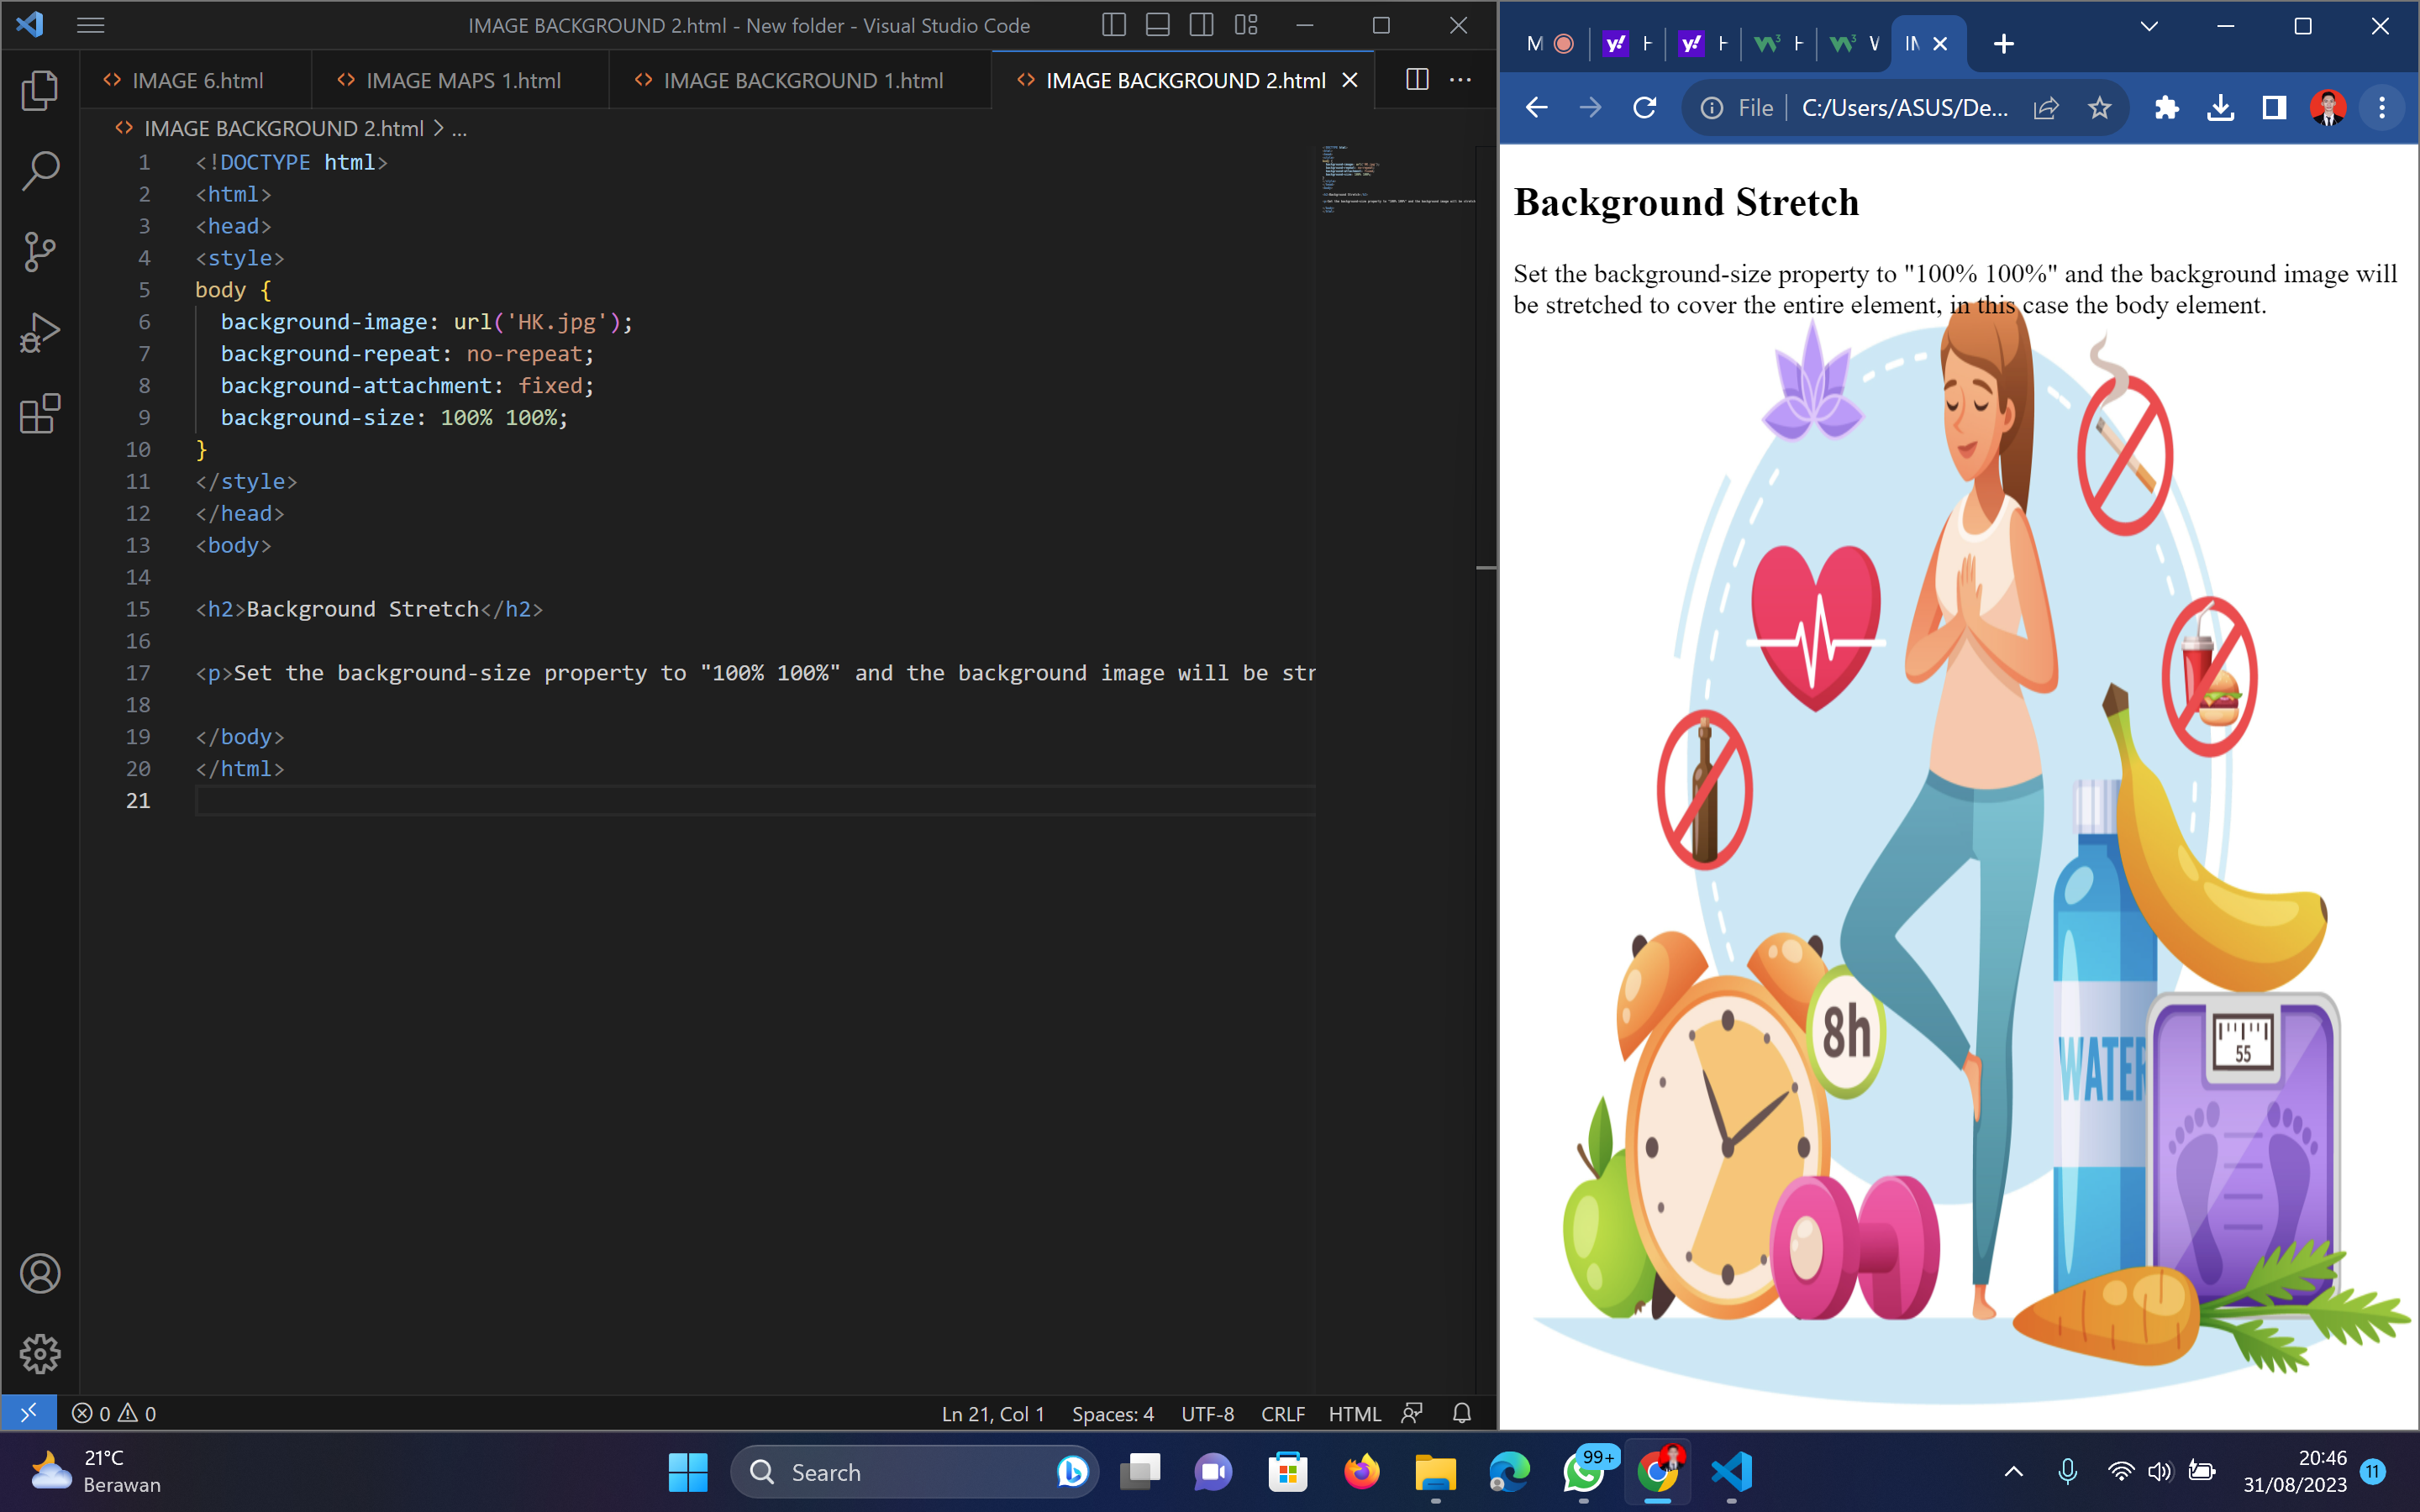 IMAGE BACKGROUND 2.html - New folder - Visual Studio Code
IMAGE 6.html
IMAGE MAPS 1.html
IMAGE BACKGROUND 1.html
IMAGE BACKGROUND 2.html
IMAGE BACKGROUND 2.html > ...
1 <!DOCTYPE html>
2 <html>
3 <head>
4 <style>
5 body {
6 background-image: url('HK.jpg');
7 background-repeat: no-repeat;
8 background-attachment: fixed;
9 background-size: 100% 100%;
10 }
11 </style>
12 </head>
13 <body>
14
15 <h2>Background Stretch</h2>
16
17 <p>Set the background-size property to "100% 100%" and the background image will be str
18
19 </body>
20 </html>
21
0 0
Ln 21, Col 1 Spaces: 4 UTF-8 CRLF HTML
File C:/Users/ASUS/De...
Background Stretch
Set the background-size property to "100% 100%" and the background image will
be stretched to cover the entire element, in this case the body element.
8h
WATER
55
21°C
Berawan
Search
99+
20:46
31/08/2023
11